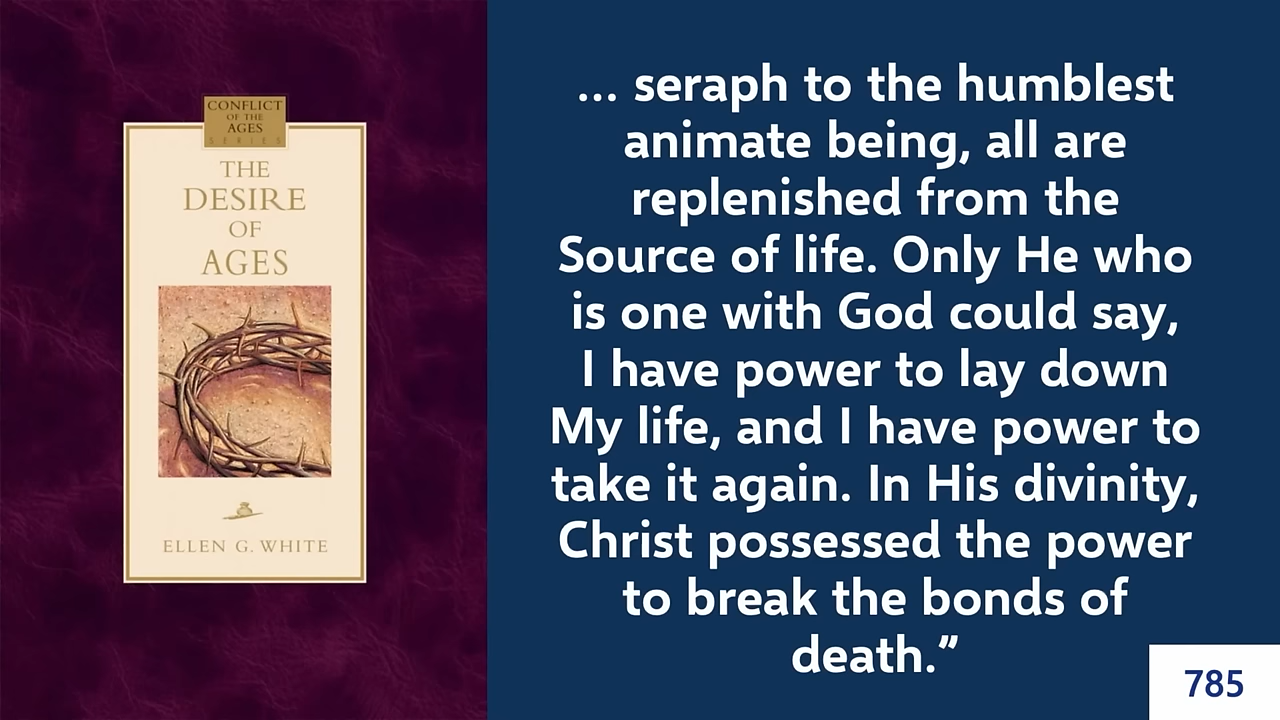 CONFLICT
OF THE
AGES
SERIES
THE
DESIRE
OF
AGES
ELLEN G. WHITE
... seraph to the humblest
animate being, all are
replenished from the
Source of life. Only He who
is one with God could say,
I have power to lay down
My life, and I have power to
take it again. In His divinity,
Christ possessed the power
to break the bonds of
death.”
785